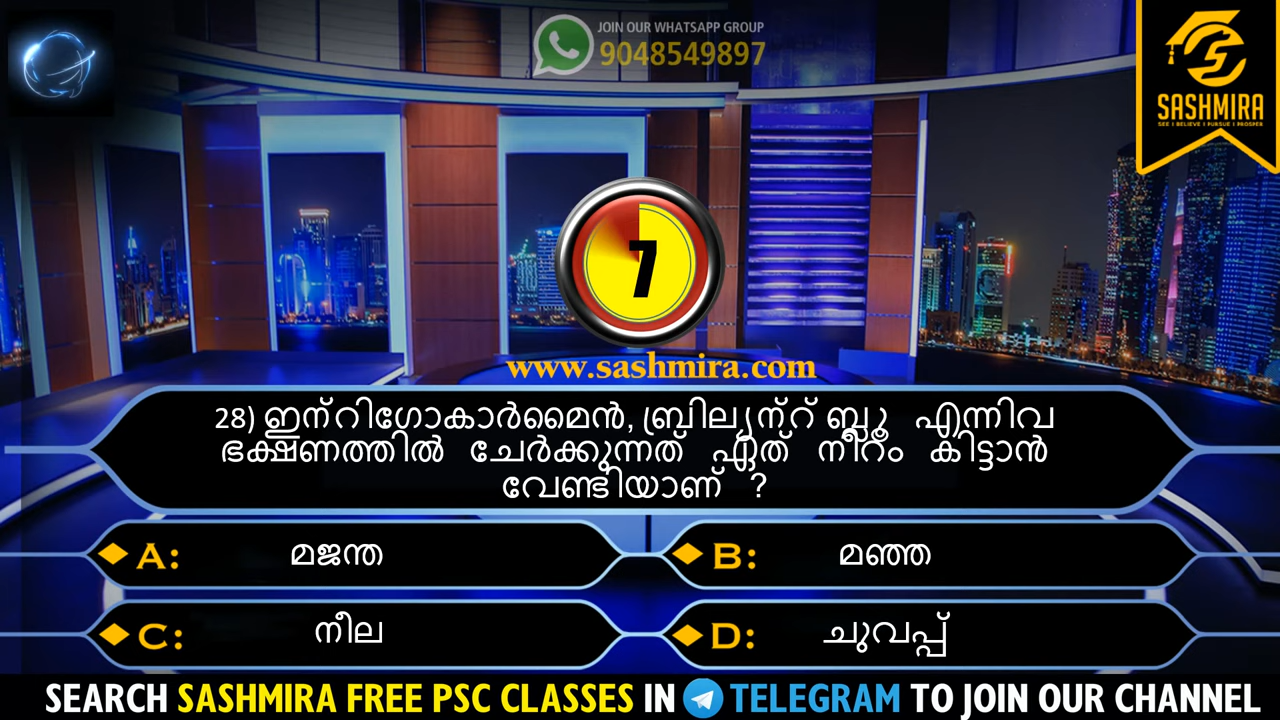 JOIN OUR WHATSAPP GROUP
9048549897
SASHMIRA
SEE | BELIEVE | PURSUE | PROSPER
7
www.sashmira.com
28) ഇന്റിഗോകാർമൈൻ, ബ്രില്യന്റ് ബ്ലൂ എന്നിവ
ഭക്ഷണത്തിൽ ചേർക്കുന്നത് ഏത് നിറം കിട്ടാൻ
വേണ്ടിയാണ് ?
A: മജന്ത
B: മഞ്ഞ
C: നീല
D: ചുവപ്പ്
SEARCH SASHMIRA FREE PSC CLASSES IN TELEGRAM TO JOIN OUR CHANNEL